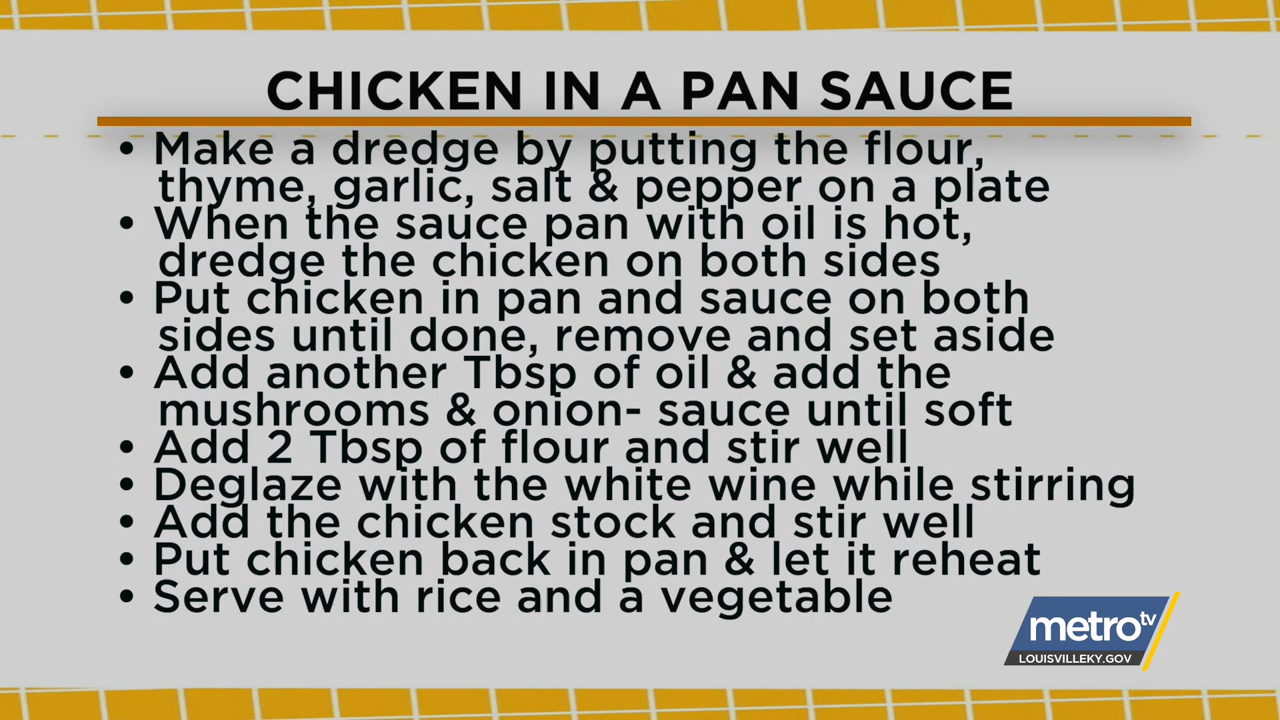 CHICKEN IN A PAN SAUCE
• Make a dredge by putting the flour,
thyme, garlic, salt & pepper on a plate
• When the sauce pan with oil is hot,
dredge the chicken on both sides
• Put chicken in pan and sauce on both
sides until done, remove and set aside
• Add another Tbsp of oil & add the
mushrooms & onion- sauce until soft
• Add 2 Tbsp of flour and stir well
• Deglaze with the white wine while stirring
• Add the chicken stock and stir well
• Put chicken back in pan & let it reheat
• Serve with rice and a vegetable
metro tv
LOUISVILLEKY.GOV